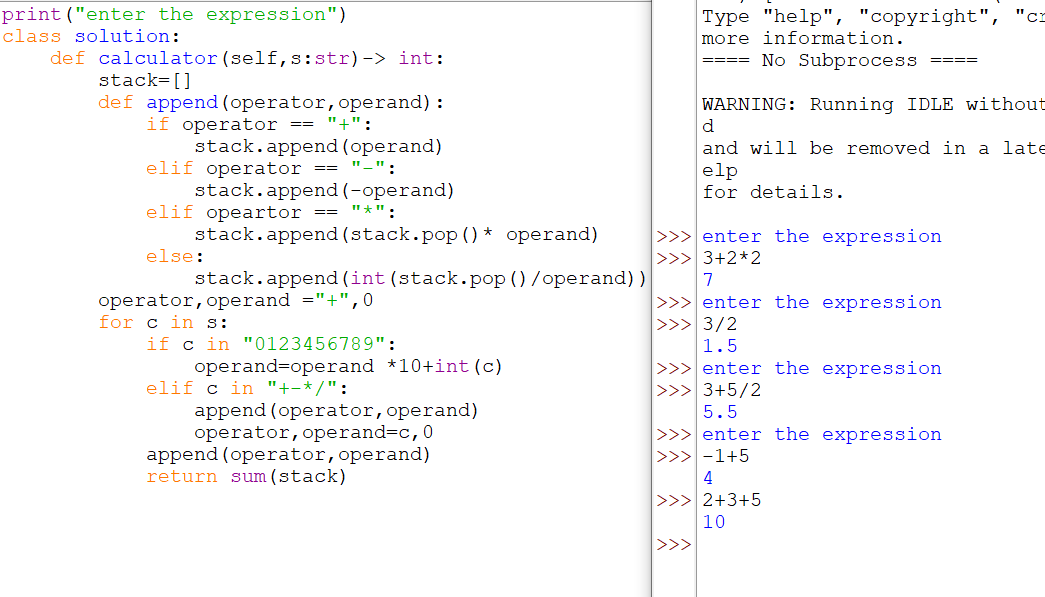 print("enter the expression")
class solution:
    def calculator(self,s:str)-> int:
        stack=[]
        def append(operator,operand):
            if operator == "+":
                stack.append(operand)
            elif operator == "-":
                stack.append(-operand)
            elif opeartor == "*":
                stack.append(stack.pop()* operand)
            else:
                stack.append(int(stack.pop()/operand))
        operator,operand ="+",0
        for c in s:
            if c in "0123456789":
                operand=operand *10+int(c)
            elif c in "+-*/":
                append(operator,operand)
                operator,operand=c,0
            append(operator,operand)
            return sum(stack)
Type "help", "copyright", "cr
more information.
==== No Subprocess ====
WARNING: Running IDLE without
d
and will be removed in a late
elp
for details.
>>> enter the expression
>>> 3+2*2
7
>>> enter the expression
>>> 3/2
1.5
>>> enter the expression
>>> 3+5/2
5.5
>>> enter the expression
>>> -1+5
4
>>> 2+3+5
10
>>>